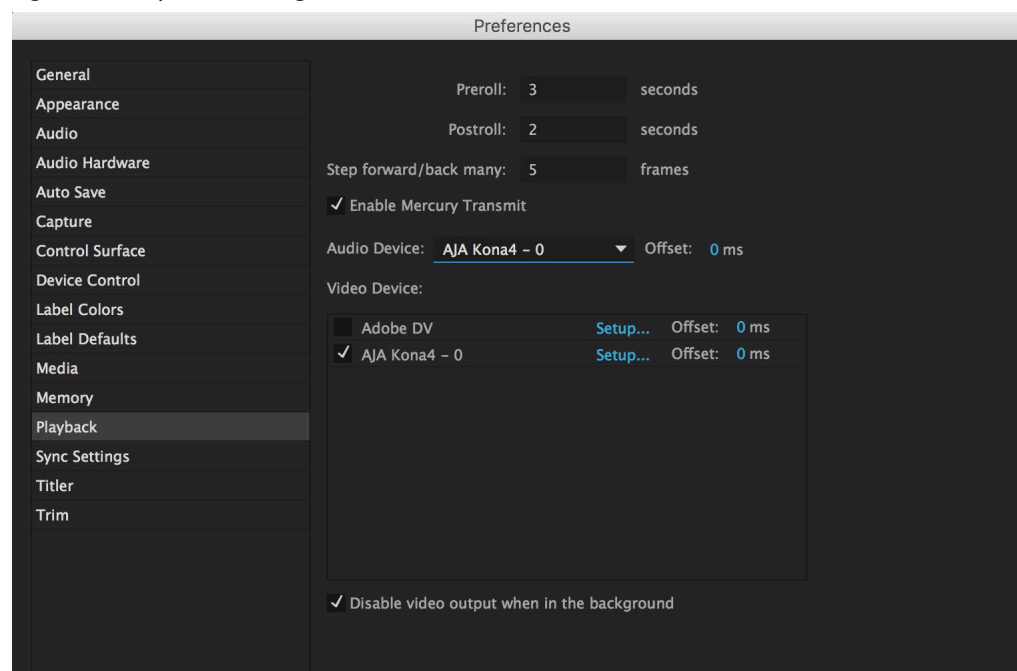 Preferences
General
Appearance
Audio
Audio Hardware
Auto Save
Capture
Control Surface
Device Control
Label Colors
Label Defaults
Media
Memory
Playback
Sync Settings
Titler
Trim
Preroll: 3 seconds
Postroll: 2 seconds
Step forward/back many: 5 frames
Enable Mercury Transmit
Audio Device: AJA Kona4 – 0 Offset: 0 ms
Video Device:
Adobe DV Setup... Offset: 0 ms
AJA Kona4 – 0 Setup... Offset: 0 ms
Disable video output when in the background